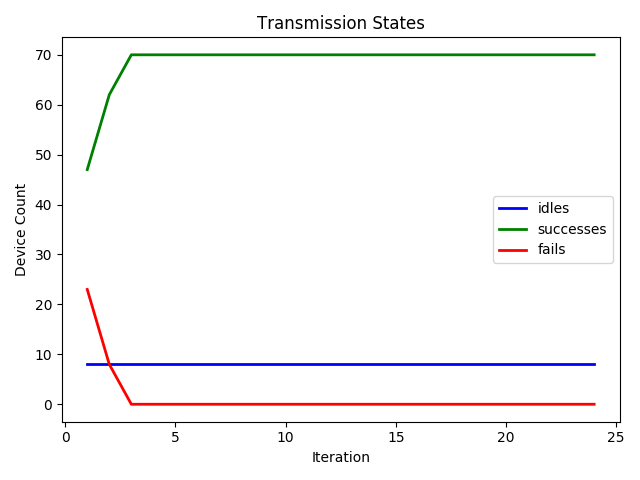 Transmission States
Device Count
70
60
50
40
30
20
10
0
idles
successes
fails
0 5 10 15 20 25
Iteration